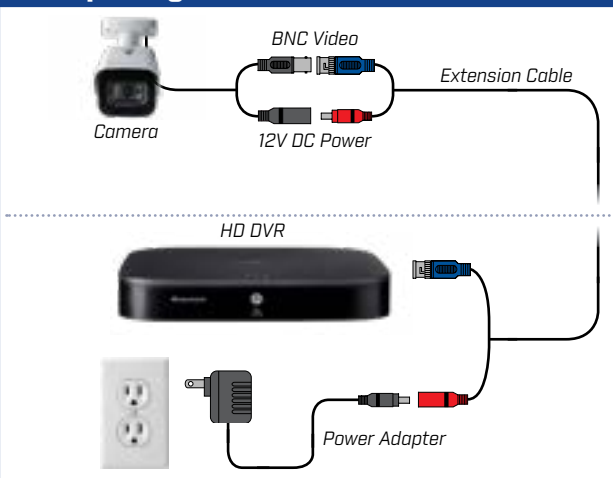 BNC Video
Extension Cable
Camera
12V DC Power
HD DVR
Power Adapter